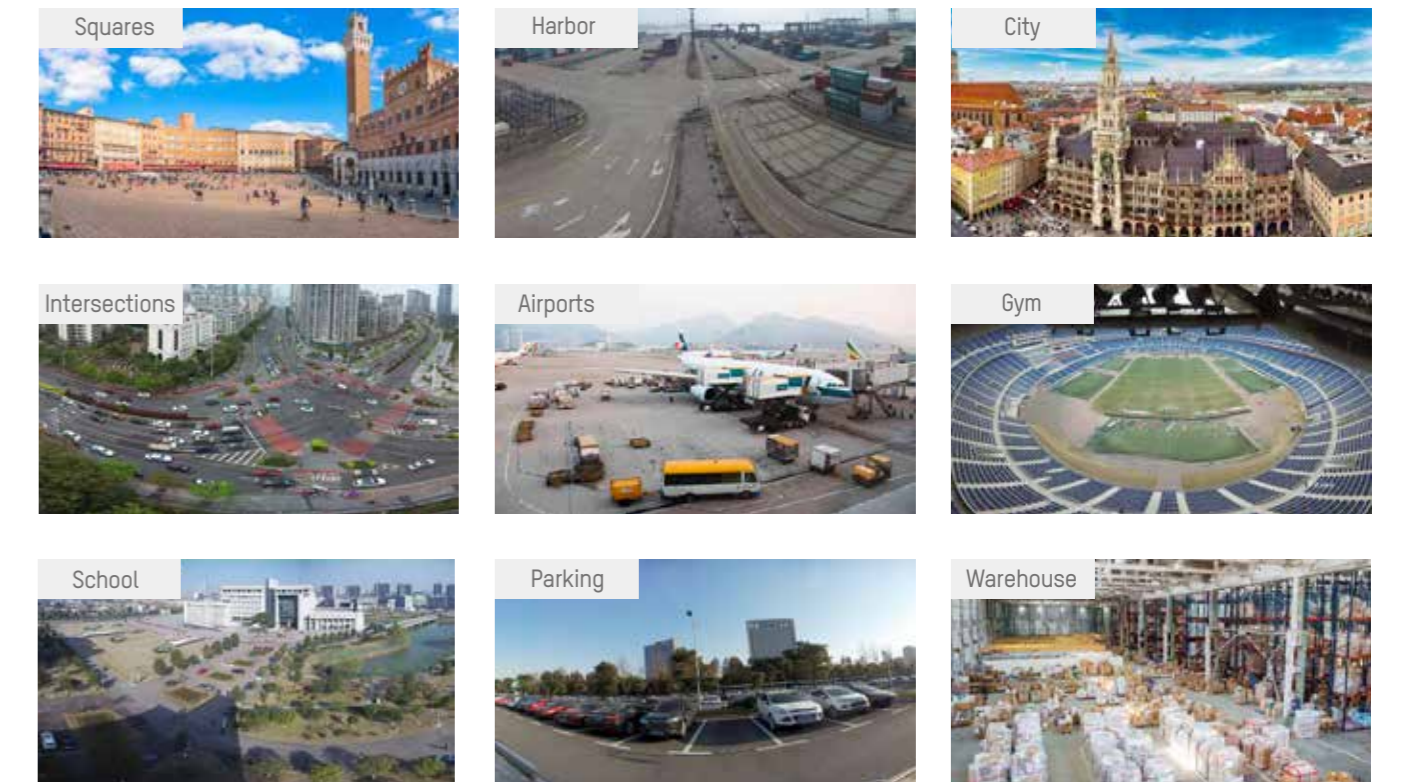 Squares
Harbor
City
Intersections
Airports
Gym
School
Parking
Warehouse